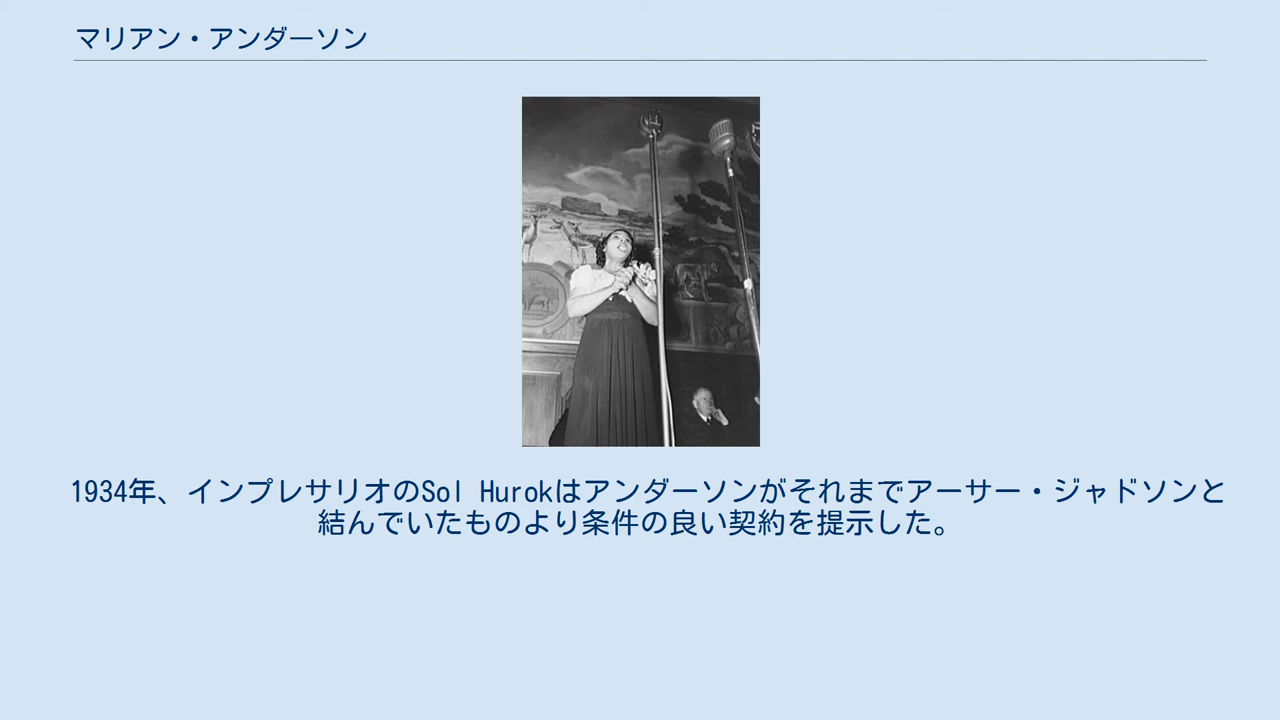 マリアン・アンダーソン
1934年、インプレサリオのSol Hurokはアンダーソンがそれまでアーサー・ジャドソンと
結んでいたものより条件の良い契約を提示した。